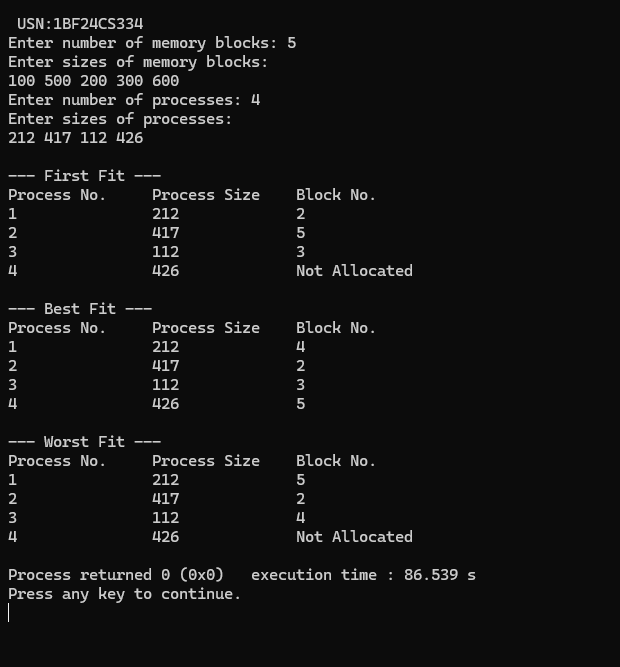 USN:1BF24CS334
Enter number of memory blocks: 5
Enter sizes of memory blocks:
100 500 200 300 600
Enter number of processes: 4
Enter sizes of processes:
212 417 112 426

--- First Fit ---
Process No.     Process Size    Block No.
1               212             2
2               417             5
3               112             3
4               426             Not Allocated

--- Best Fit ---
Process No.     Process Size    Block No.
1               212             4
2               417             2
3               112             3
4               426             5

--- Worst Fit ---
Process No.     Process Size    Block No.
1               212             5
2               417             2
3               112             4
4               426             Not Allocated

Process returned 0 (0x0)   execution time : 86.539 s
Press any key to continue.